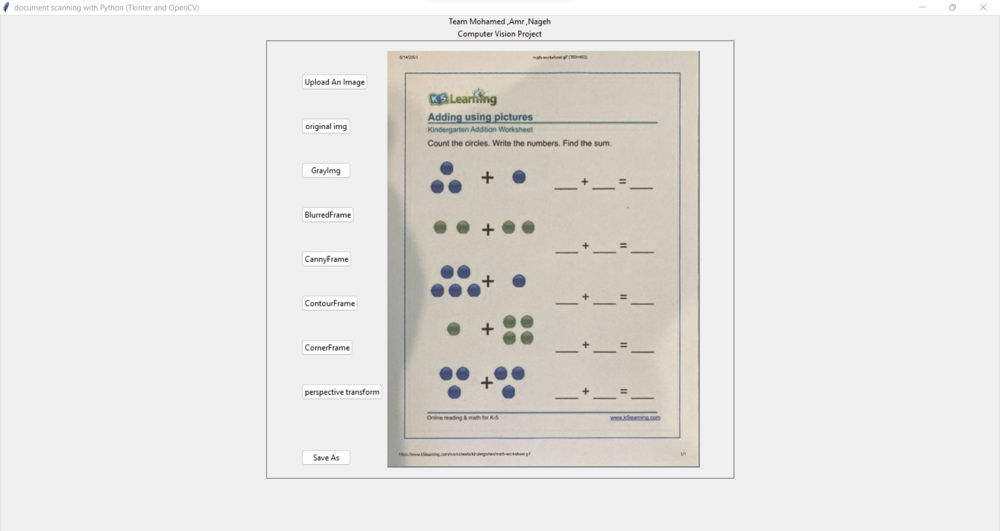 document scanning with Python (Tkinter and OpenCV)
Team Mohamed ,Amr ,Nageh
Computer Vision Project
Upload An Image
original img
GrayImg
BlurredFrame
CannyFrame
ContourFrame
CornerFrame
perspective transform
Save As
6/14/2021 math-worksheet.gif (359×463)
K5 Learning
Adding using pictures
Kindergarten Addition Worksheet
Count the circles. Write the numbers. Find the sum.
+ ___ + ___ = ___
+ ___ + ___ = ___
+ ___ + ___ = ___
+ ___ + ___ = ___
+ ___ + ___ = ___
Online reading & math for K-5 www.k5learning.com
https://www.k5learning.com/worksheets/kindergarten/math-worksheet.gif 1/1